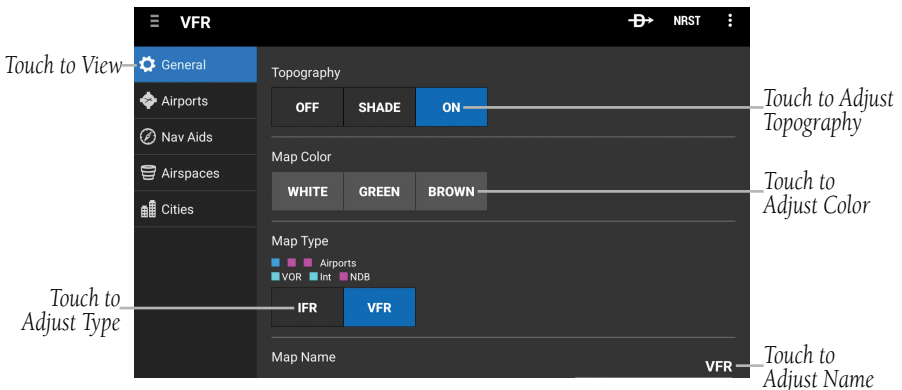 VFR
NRST
Touch to View
General
Airports
Nav Aids
Airspaces
Cities
Topography
OFF SHADE ON
Touch to Adjust
Topography
Map Color
WHITE GREEN BROWN
Touch to
Adjust Color
Map Type
Airports
VOR Int NDB
IFR VFR
Touch to
Adjust Type
Map Name
VFR
Touch to
Adjust Name